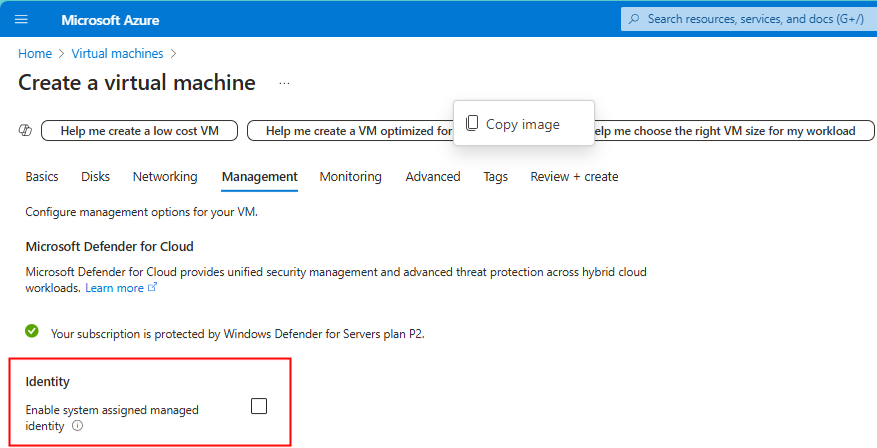 Microsoft Azure
Search resources, services, and docs (G+/)
Home > Virtual machines >
Create a virtual machine ...
Help me create a low cost VM
Help me create a VM optimized for
Copy image
elp me choose the right VM size for my workload
Basics Disks Networking Management Monitoring Advanced Tags Review + create
Configure management options for your VM.
Microsoft Defender for Cloud
Microsoft Defender for Cloud provides unified security management and advanced threat protection across hybrid cloud
workloads. Learn more
Your subscription is protected by Windows Defender for Servers plan P2.
Identity
Enable system assigned managed
identity